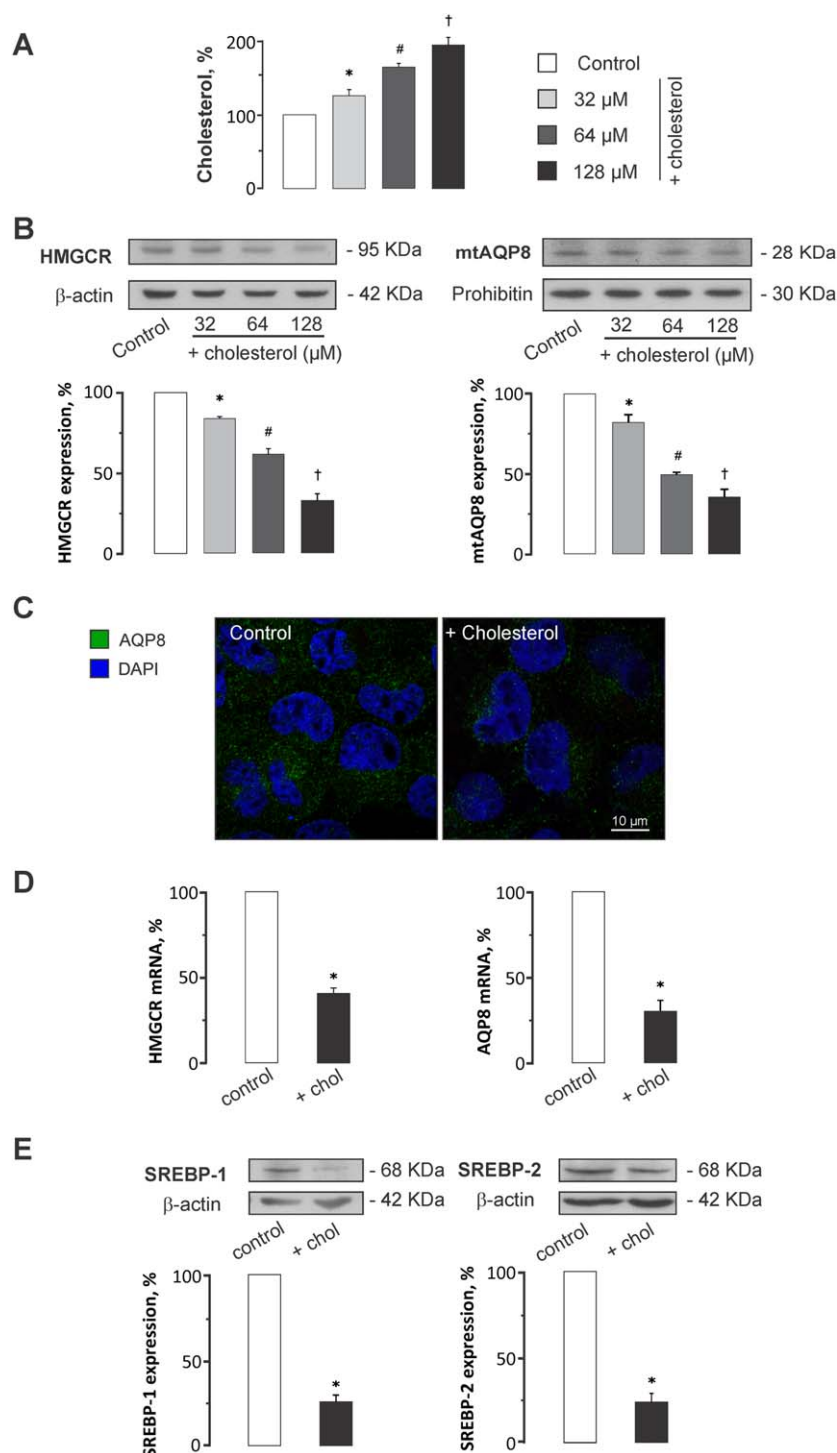 A
Cholesterol, %
200
100
0
*
#
†
Control
32 µM
64 µM
128 µM
+ cholesterol
B
HMGCR
- 95 KDa
β-actin
- 42 KDa
Control
32 64 128
+ cholesterol (µM)
mtAQP8
- 28 KDa
Prohibitin
- 30 KDa
Control
32 64 128
+ cholesterol (µM)
HMGCR expression, %
100
50
0
*
#
†
mtAQP8 expression, %
100
50
0
*
#
†
C
AQP8
DAPI
Control
+ Cholesterol
10 µm
D
HMGCR mRNA, %
100
50
0
*
control
+ chol
AQP8 mRNA, %
100
50
0
*
control
+ chol
E
SREBP-1
- 68 KDa
β-actin
- 42 KDa
control
+ chol
SREBP-2
- 68 KDa
β-actin
- 42 KDa
control
+ chol
SREBP-1 expression, %
100
50
0
*
SREBP-2 expression, %
100
50
0
*